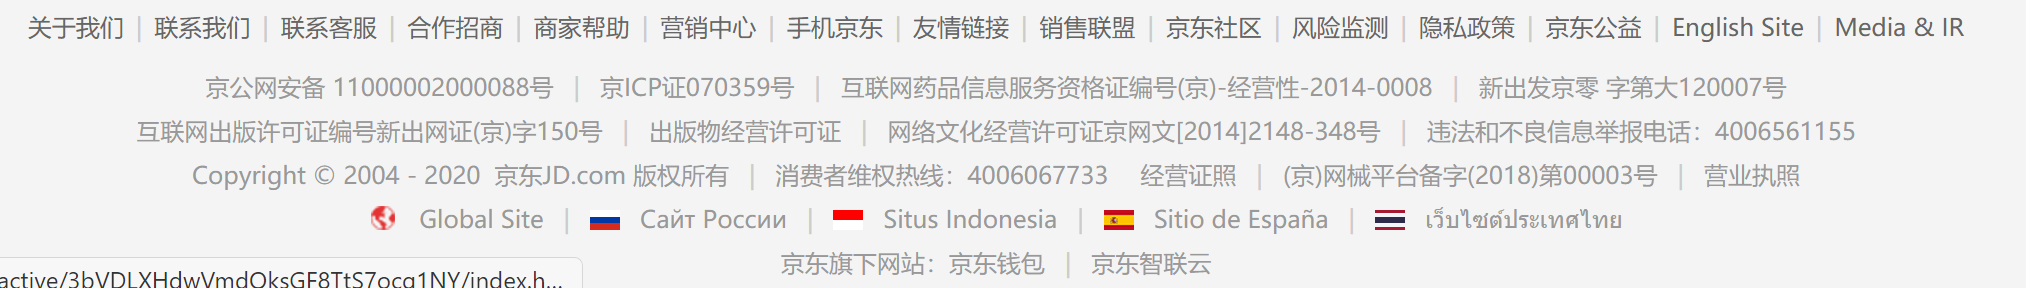 关于我们 | 联系我们 | 联系客服 | 合作招商 | 商家帮助 | 营销中心 | 手机京东 | 友情链接 | 销售联盟 | 京东社区 | 风险监测 | 隐私政策 | 京东公益 | English Site | Media & IR
京公网安备 11000002000088号 | 京ICP证070359号 | 互联网药品信息服务资格证编号(京)-经营性-2014-0008 | 新出发京零 字第大120007号
互联网出版许可证编号新出网证(京)字150号 | 出版物经营许可证 | 网络文化经营许可证京网文[2014]2148-348号 | 违法和不良信息举报电话：4006561155
Copyright © 2004 - 2020 京东JD.com 版权所有 | 消费者维权热线：4006067733 经营证照 | (京)网械平台备字(2018)第00003号 | 营业执照
Global Site | Сайт России | Situs Indonesia | Sitio de España | เว็บไซต์ประเทศไทย
京东旗下网站：京东钱包 | 京东智联云
active/3bVDLXHdwVmdQksGF8TtS7ocq1NY/index.h...